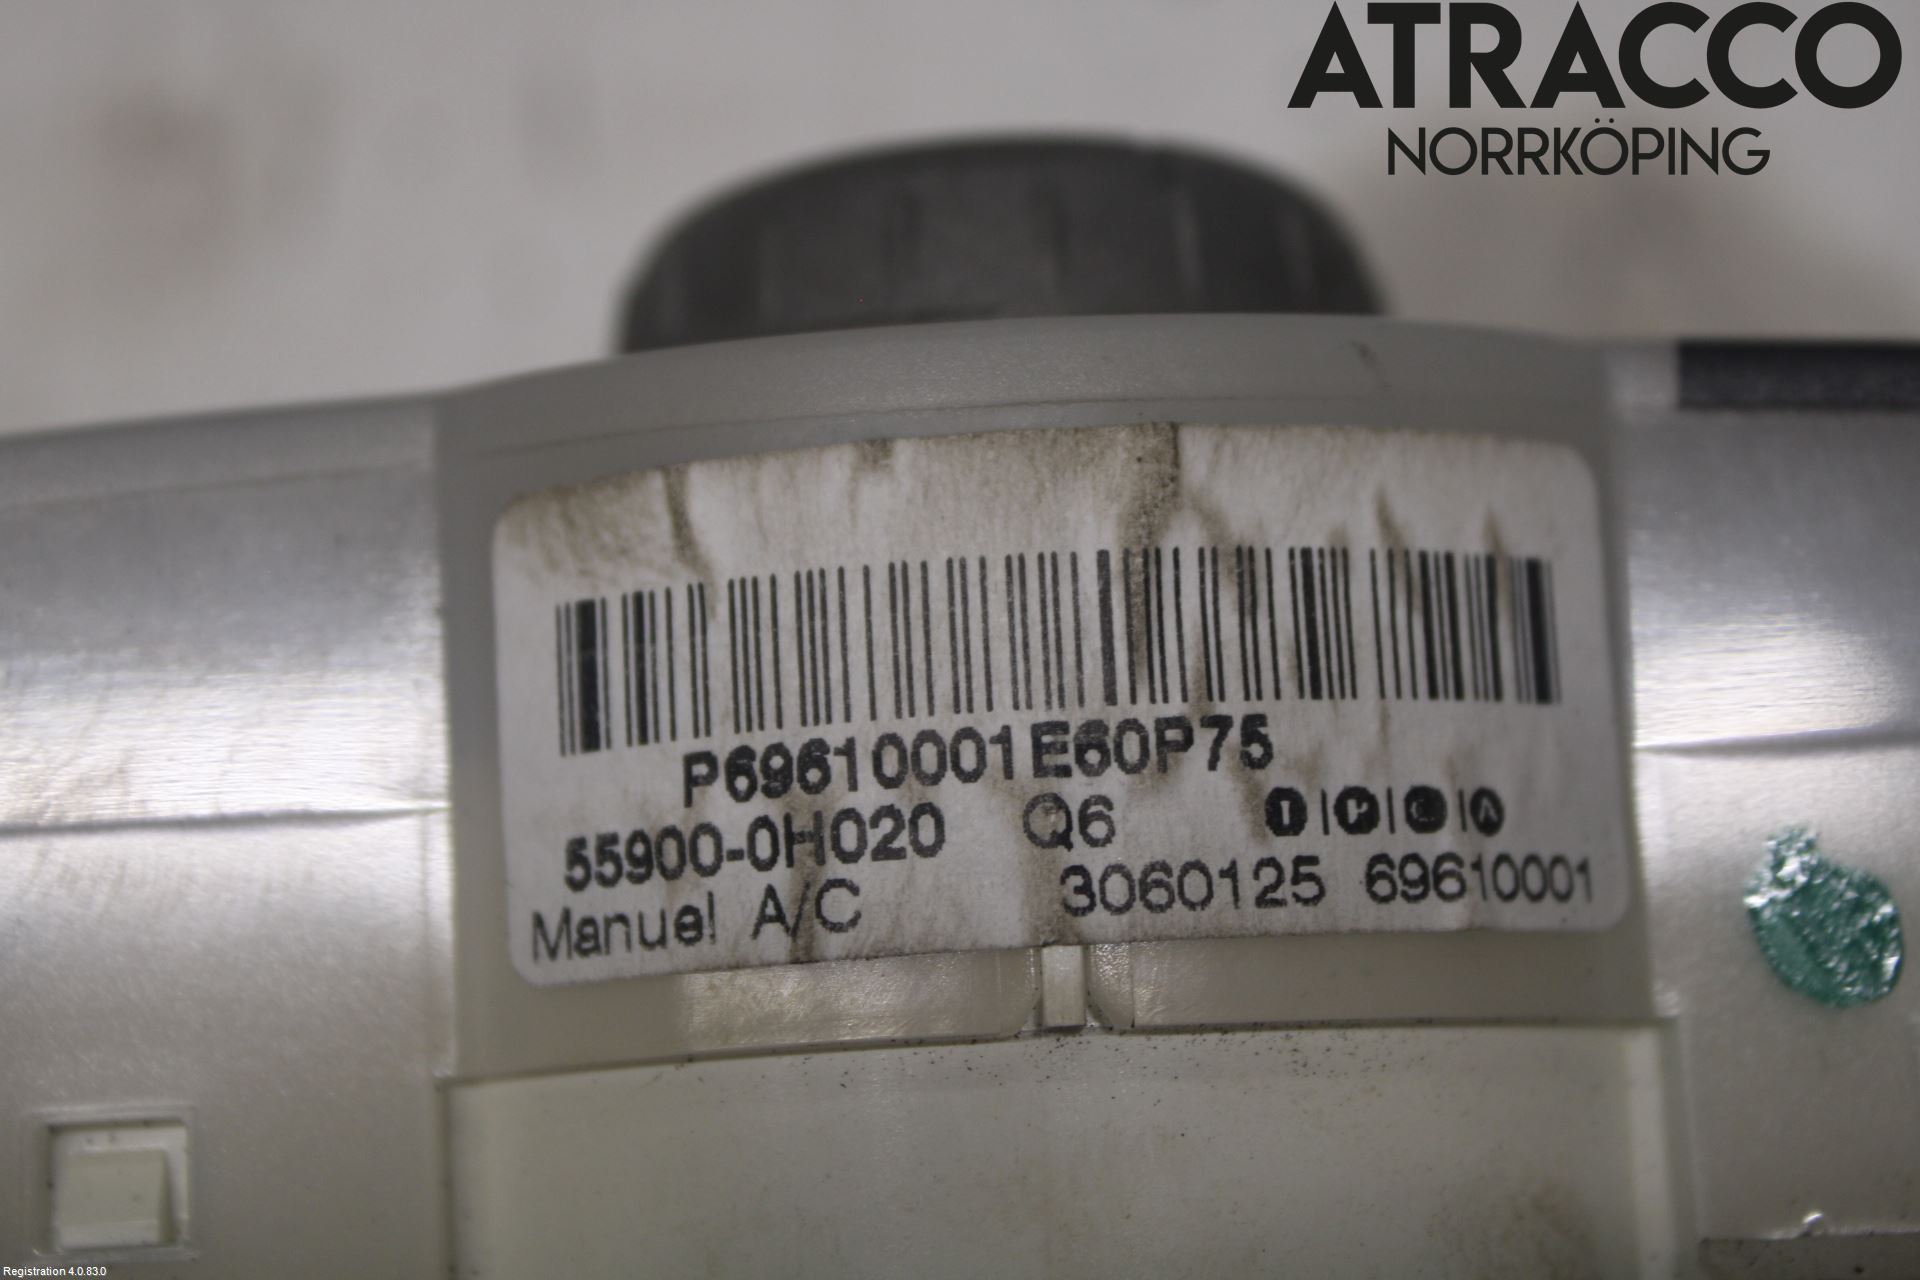 ATRACCO
NORRKÖPING
P69610001E60P75
55900-0H020 Q6
Manuel A/C 3060125 69610001
Registration 4.0.83.0